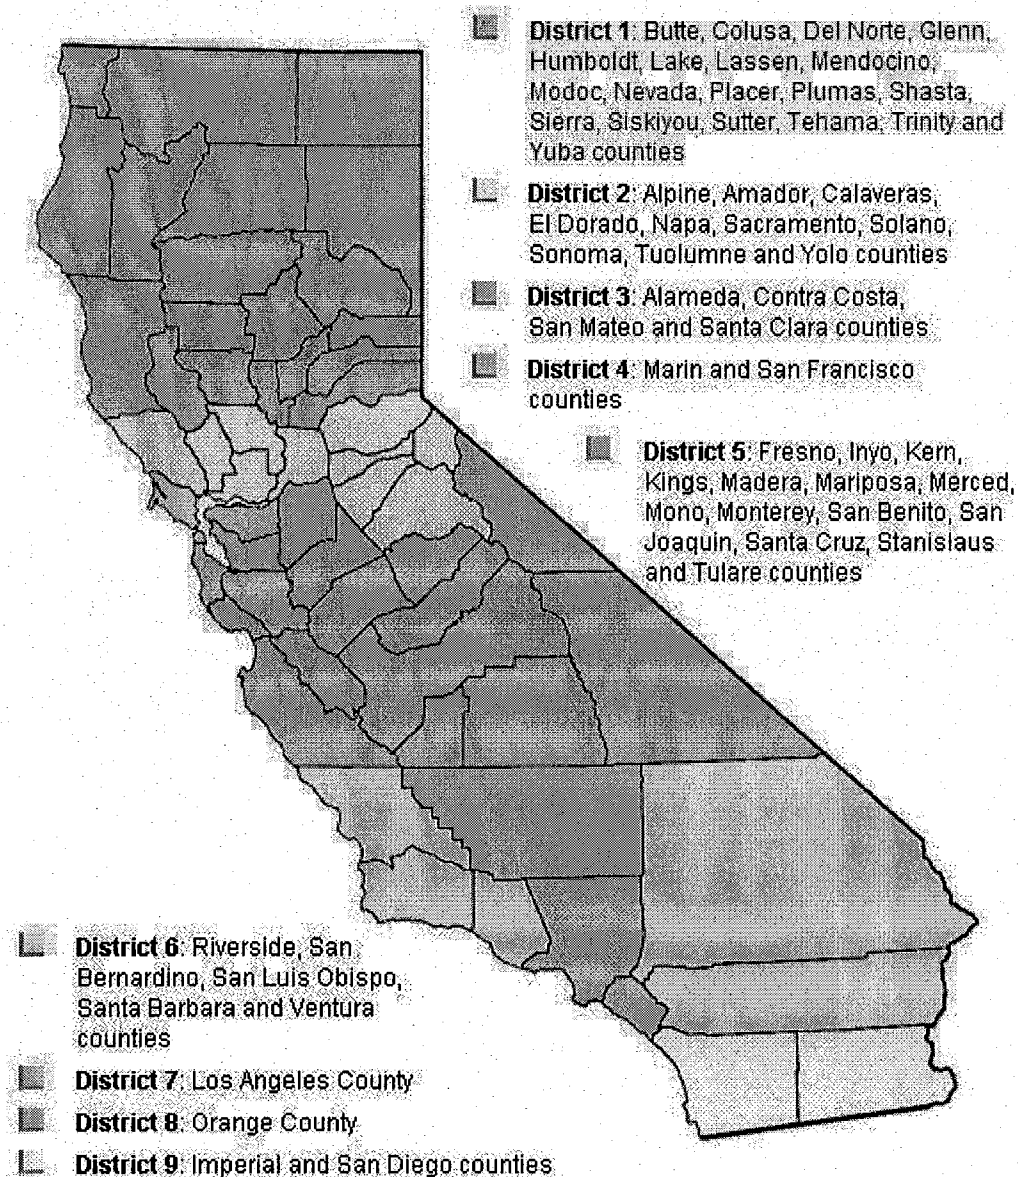 District 1: Butte, Colusa, Del Norte, Glenn,
Humboldt, Lake, Lassen, Mendocino,
Modoc, Nevada, Placer, Plumas, Shasta,
Sierra, Siskiyou, Sutter, Tehama, Trinity and
Yuba counties
District 2: Alpine, Amador, Calaveras,
El Dorado, Napa, Sacramento, Solano,
Sonoma, Tuolumne and Yolo counties
District 3: Alameda, Contra Costa,
San Mateo and Santa Clara counties
District 4: Marin and San Francisco
counties
District 5: Fresno, Inyo, Kern,
Kings, Madera, Mariposa, Merced,
Mono, Monterey, San Benito, San
Joaquin, Santa Cruz, Stanislaus
and Tulare counties
District 6: Riverside, San
Bernardino, San Luis Obispo,
Santa Barbara and Ventura
counties
District 7: Los Angeles County
District 8: Orange County
District 9: Imperial and San Diego counties